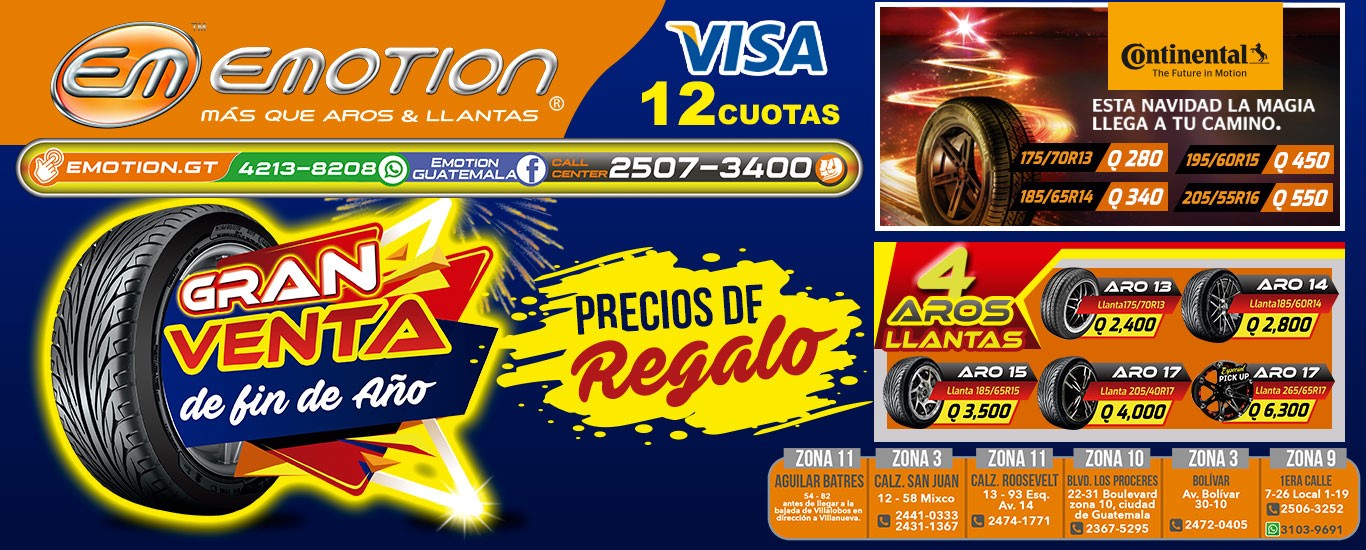 EM EMOTION ®
™
MÁS QUE AROS & LLANTAS
VISA
12 CUOTAS
EMOTION.GT
4213-8208
EMOTION
GUATEMALA
CALL
CENTER
2507-3400
GRAN
VENTA
de fin de Año
PRECIOS DE
Regalo
Continental
The Future in Motion
ESTA NAVIDAD LA MAGIA
LLEGA A TU CAMINO.
175/70R13 Q 280
195/60R15 Q 450
185/65R14 Q 340
205/55R16 Q 550
4
AROS
LLANTAS
ARO 13
Llanta175/70R13
Q 2,400
ARO 14
Llanta185/60R14
Q 2,800
ARO 15
Llanta 185/65R15
Q 3,500
ARO 17
Llanta 205/40R17
Q 4,000
Especial
PICK UP
ARO 17
Llanta 265/65R17
Q 6,300
ZONA 11
AGUILAR BATRES
54 - 82
antes de llegar a la
bajada de Villalobos en
dirección a Villanueva.
ZONA 3
CALZ. SAN JUAN
12 - 58 Mixco
2441-0333
2431-1367
ZONA 11
CALZ. ROOSEVELT
13 - 93 Esq.
Av. 14
2474-1771
ZONA 10
BLVD. LOS PROCERES
22-31 Boulevard
zona 10, ciudad
de Guatemala
2367-5295
ZONA 3
BOLÍVAR
Av. Bolívar
30-10
2472-0405
ZONA 9
1ERA CALLE
7-26 Local 1-19
2506-3252
3103-9691